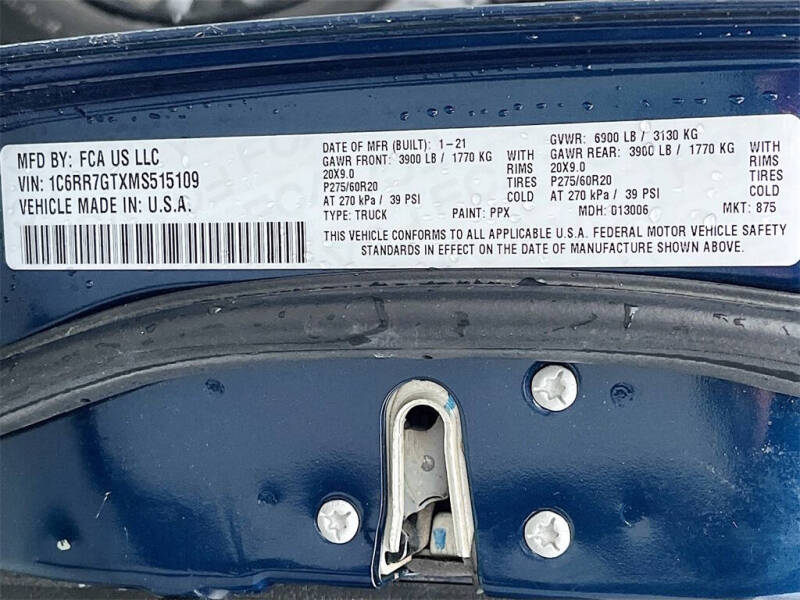 MFD BY: FCA US LLC
VIN: 1C6RR7GTXMS515109
VEHICLE MADE IN: U.S.A.
DATE OF MFR (BUILT): 1-21
GAWR FRONT: 3900 LB / 1770 KG WITH
20X9.0 RIMS
P275/60R20 TIRES
AT 270 kPa / 39 PSI COLD
TYPE: TRUCK PAINT: PPX
GVWR: 6900 LB / 3130 KG
GAWR REAR: 3900 LB / 1770 KG WITH
20X9.0 RIMS
P275/60R20 TIRES
AT 270 kPa / 39 PSI COLD
MDH: 013006 MKT: 875
THIS VEHICLE CONFORMS TO ALL APPLICABLE U.S.A. FEDERAL MOTOR VEHICLE SAFETY
STANDARDS IN EFFECT ON THE DATE OF MANUFACTURE SHOWN ABOVE.